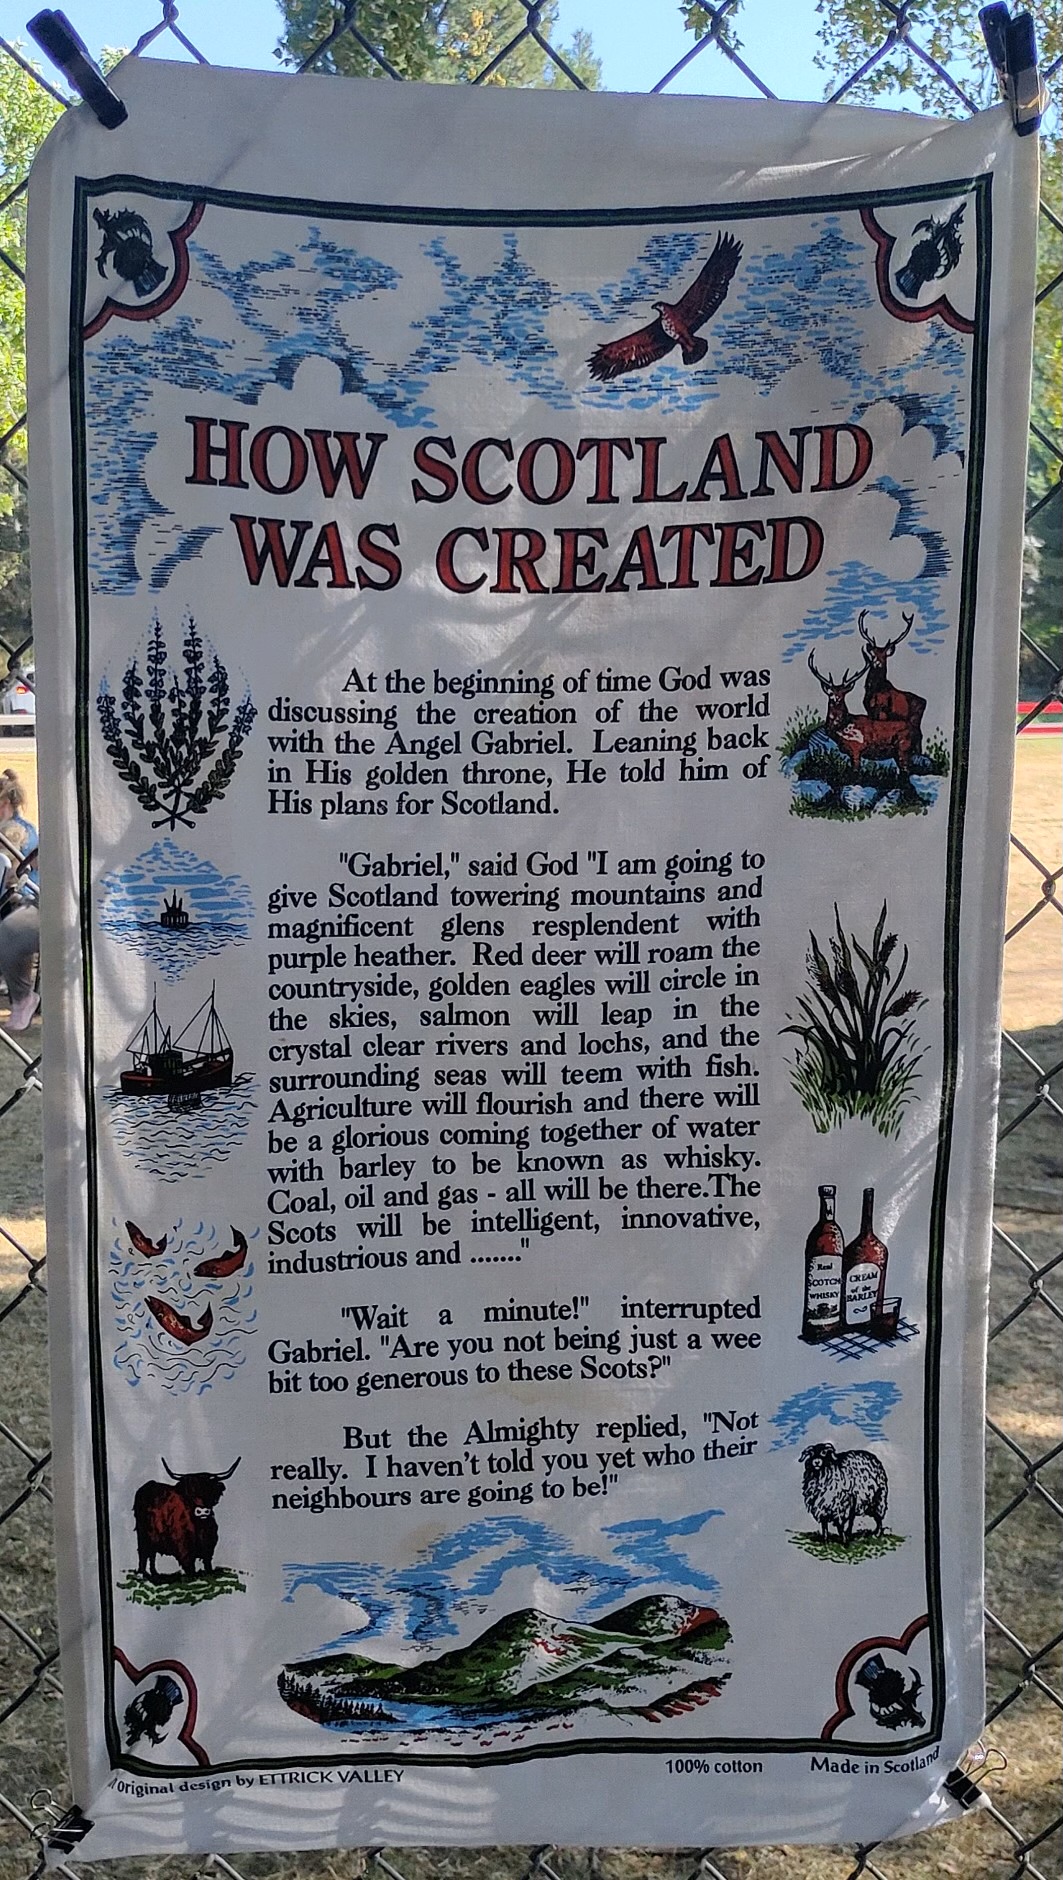 HOW SCOTLAND
WAS CREATED
At the beginning of time God was
discussing the creation of the world
with the Angel Gabriel. Leaning back
in His golden throne, He told him of
His plans for Scotland.
"Gabriel," said God "I am going to
give Scotland towering mountains and
magnificent glens resplendent with
purple heather. Red deer will roam the
countryside, golden eagles will circle in
the skies, salmon will leap in the
crystal clear rivers and lochs, and the
surrounding seas will teem with fish.
Agriculture will flourish and there will
be a glorious coming together of water
with barley to be known as whisky.
Coal, oil and gas - all will be there.The
Scots will be intelligent, innovative,
industrious and ......."
Real
SCOTCH
WHISKY
CREAM
of the
BARLEY
"Wait a minute!" interrupted
Gabriel. "Are you not being just a wee
bit too generous to these Scots?"
But the Almighty replied, "Not
really. I haven't told you yet who their
neighbours are going to be!"
Original design by ETTRICK VALLEY
100% cotton
Made in Scotland